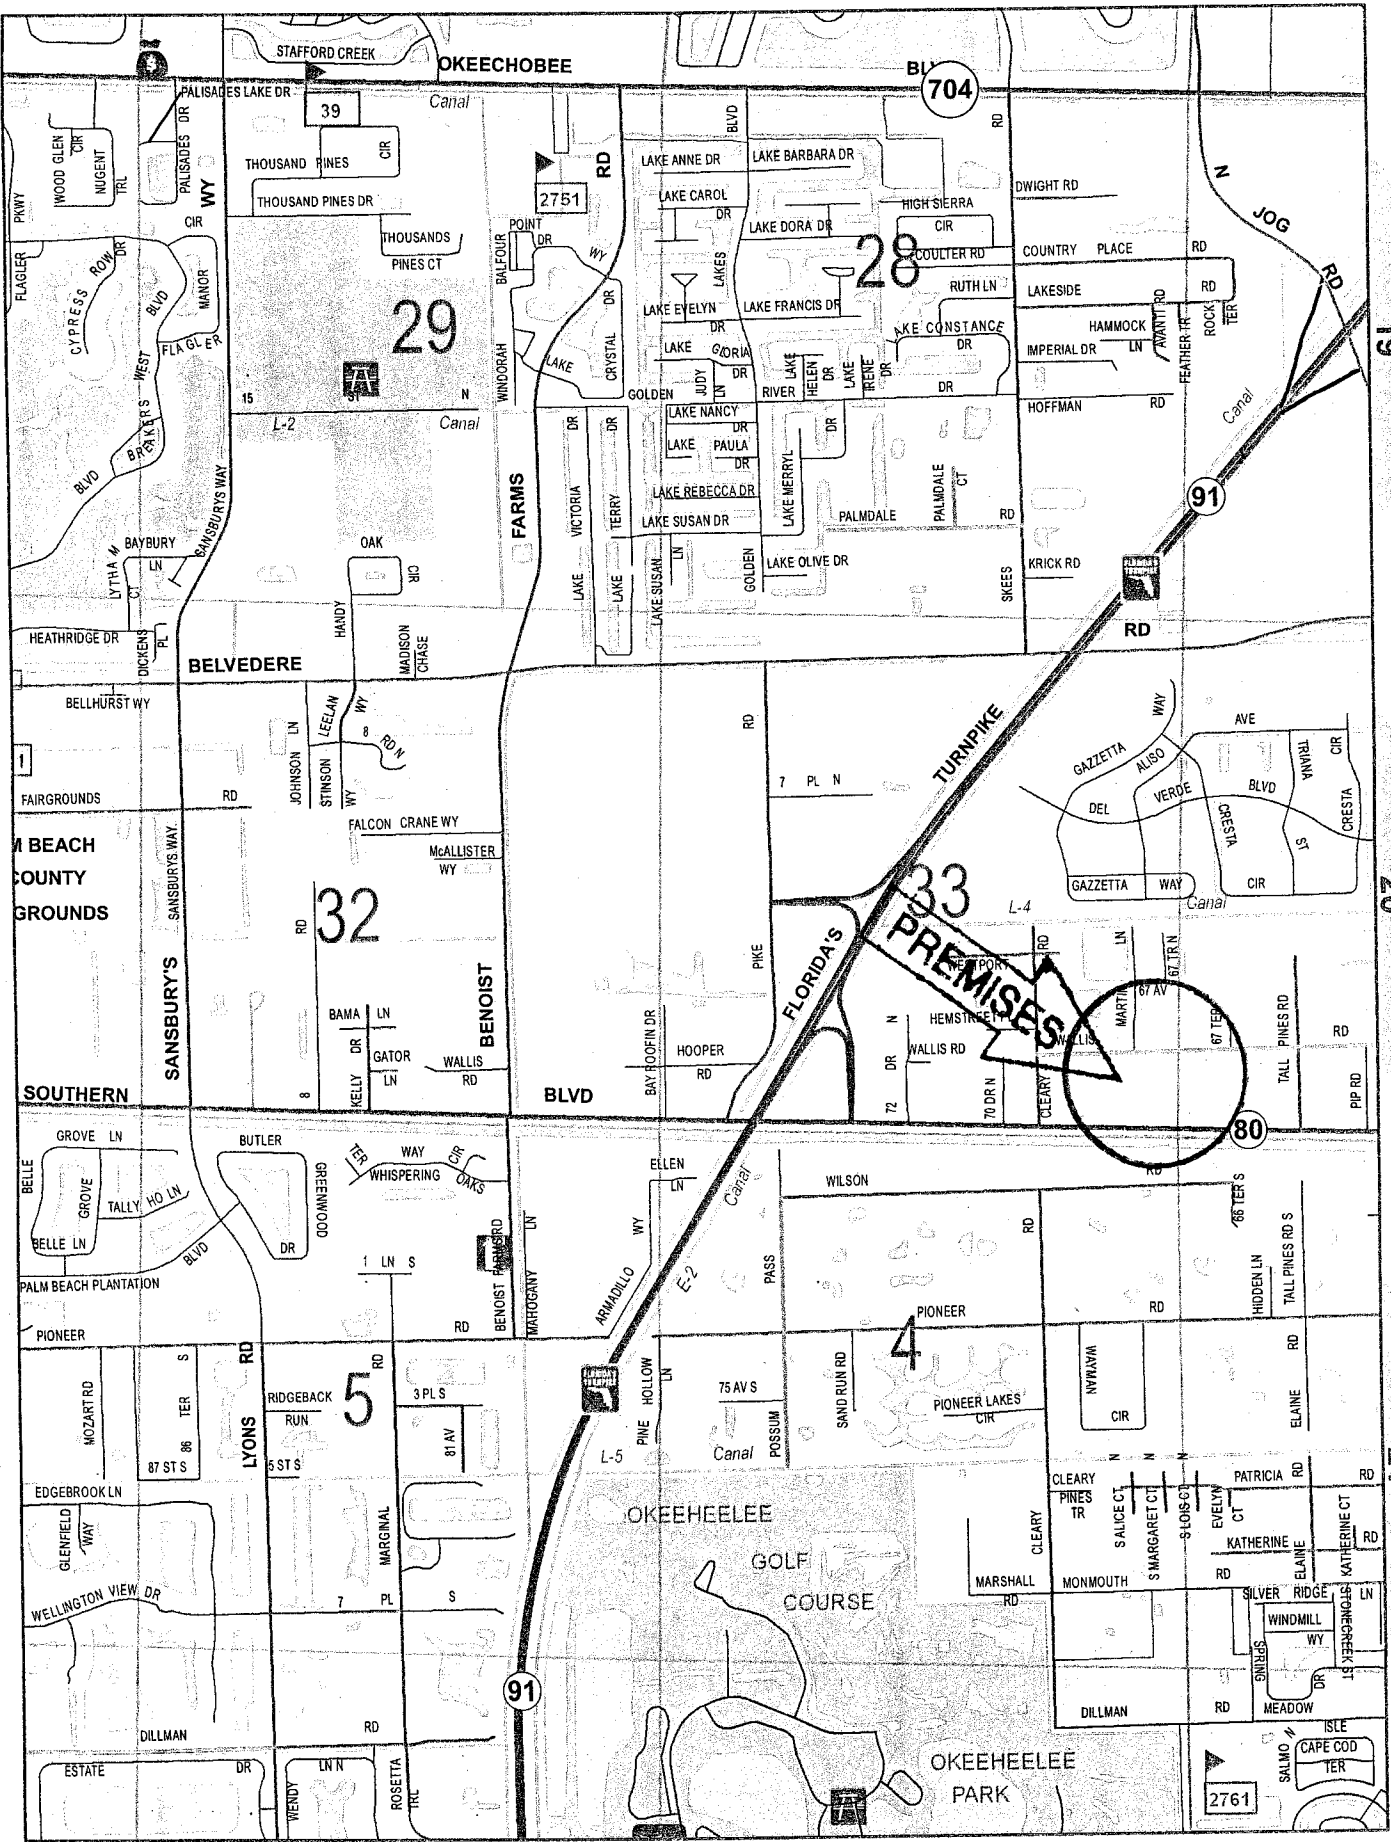 STAFFORD CREEK
OKEECHOBEE
704
PALISADES LAKE DR
39
Canal
WOOD GLEN
CIR
NUGENT
TRL
PALISADES DR
WY
PKWY
FLAGLER
THOUSAND PINES
CIR
THOUSAND PINES DR
THOUSANDS
PINES CT
2751
RD
BLVD
LAKE ANNE DR
LAKE BARBARA DR
LAKE CAROL
DR
LAKE DORA DR
HIGH SIERRA
CIR
28
COULTER RD
RUTH LN
RD
DWIGHT RD
COUNTRY PLACE RD
LAKESIDE RD
N
JOG
RD
HAMMOCK
LN
AVANTI RD
FEATHER TR
ROCK
TER
IMPERIAL DR
HOFFMAN RD
CIR
MANOR
CYPRESS ROW
DR
BLVD
WEST
FLAGLER
BREAKERS
BLVD
29
15 ST N
L-2
Canal
POINT
DR
BALFOUR
WINDORAH
WY
DR
CRYSTAL
LAKE
LAKES
LAKE EVELYN
DR
LAKE FRANCIS DR
LAKE CONSTANCE
DR
LAKE GLORIA
DR
LAKE
HELEN
DR
LAKE
IRENE
DR
JUDY
LN
GOLDEN
RIVER
DR
LAKE NANCY
DR
LAKE PAULA
DR
LAKE REBECCA DR
LAKE SUSAN DR
LAKE MERRYL
DR
PALMDALE RD
PALMDALE
CT
LAKE OLIVE DR
GOLDEN
LAKE SUSAN
LN
LAKE VICTORIA DR
LAKE TERRY DR
FARMS
SKEES
KRICK RD
Canal
91
RD
SANSBURYS WAY
BAYBURY
LN
LYTHA M
CT
OAK
CIR
HANDY
HEATHRIDGE DR
DICKENS
PL
BELVEDERE
MADISON
CHASE
BELLHURST WY
1
JOHNSON LN
LEELAN
WY
STINSON
WY
8 RD N
FAIRGROUNDS RD
M BEACH
COUNTY
GROUNDS
FALCON CRANE WY
McALLISTER
WY
SANSBURYS WAY
32
RD
8
RD
PIKE
7 PL N
TURNPIKE
FLORIDA'S
GAZZETTA
WAY
ALISO
AVE
DEL
VERDE
BLVD
TRIANA
ST
CIR
CRESTA
CRESTA
GAZZETTA WAY
CIR
Canal
33
L-4
PREMISES
RD
HEMSTREET
WALLIS RD
WALLIS
72 DR N
70 DR N
CLEARY
MARTIN
LN
67 TR N
67 AV
67 TER
TALL PINES RD
RD
PIP RD
BENOIST
SANSBURY'S
BAMA LN
KELLY DR
GATOR
LN
WALLIS
RD
BAY ROOFIN DR
HOOPER
RD
SOUTHERN
BLVD
80
GROVE LN
BELLE
GROVE
TALLY HO LN
BELLE LN
BLVD
PALM BEACH PLANTATION
BUTLER
GREENWOOD
DR
TER
WAY
WHISPERING
CIR
OAKS
ELLEN
LN
WY
ARMADILLO
Canal
E-2
WILSON
RD
66 TER S
PASS
POSSUM
RD
HIDDEN LN
TALL PINES RD S
1 LN S
BENOIST FARMS RD
MAHOGANY
LN
PIONEER
RD
PIONEER
RD
4
5
LYONS
RD
RD
MOZART RD
86 TER S
87 ST S
RIDGEBACK
RUN
5 ST S
3 PL S
81 AV
MARGINAL
PINE
HOLLOW
LN
75 AV S
L-5
Canal
SAND RUN RD
PIONEER LAKES
CIR
WAYMAN
CIR
ELAINE
RD
EDGEBROOK LN
GLENFIELD
WAY
WELLINGTON VIEW DR
7 PL S
OKEEHEELEE
GOLF
COURSE
CLEARY
PINES
TR
CLEARY
S ALICE CT N
S MARGARET CT N
S LOIS CT N
EVELYN
CT
PATRICIA RD
RD
KATHERINE RD
KATHERINE CT
ELAINE
MARSHALL
RD
MONMOUTH RD
SILVER RIDGE LN
WINDMILL
WY
STONECREEK ST
SPRING
MEADOW
DR
91
DILLMAN RD
DILLMAN RD
ESTATE DR
WENDY
LN N
ROSETTA
TRL
OKEEHEELEE
PARK
2761
SALMO N
ISLE
CAPE COD
TER